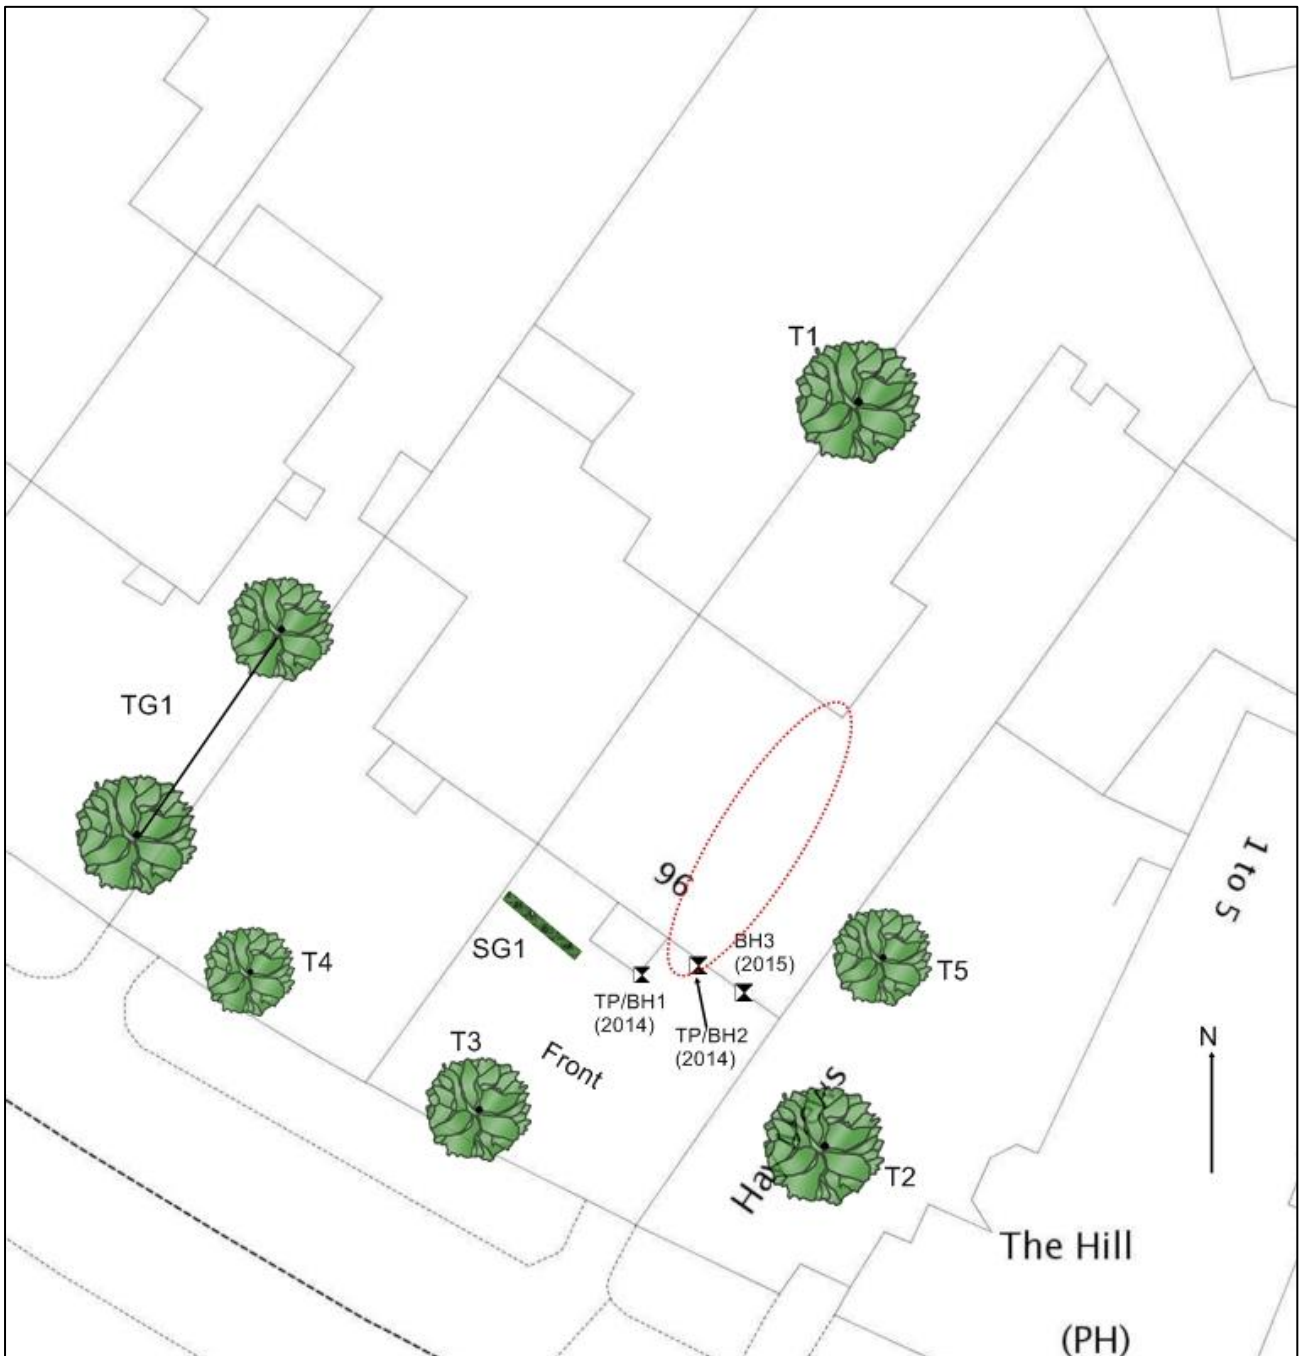 T1
TG1
96
SG1
BH3
(2015)
T4
T5
TP/BH1
(2014)
TP/BH2
(2014)
T3
Front
N
1 to 5
T2
The Hill
(PH)